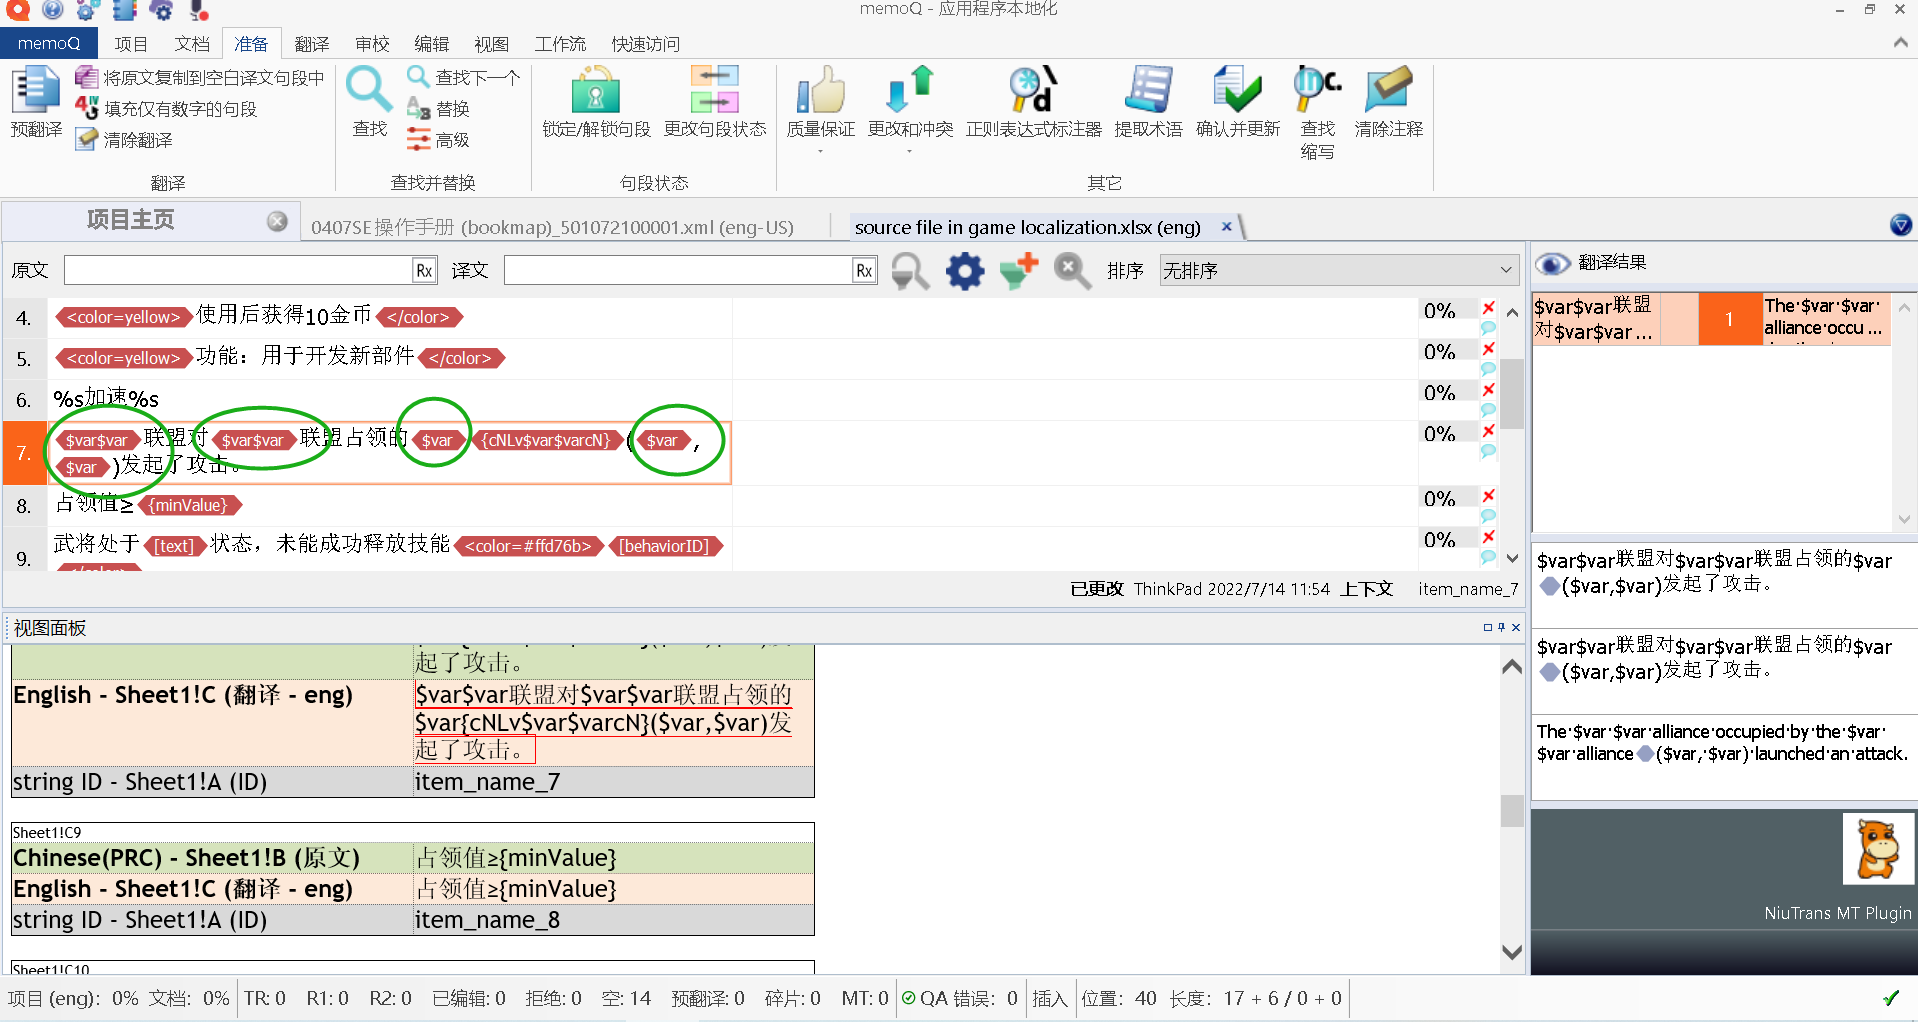 memoQ - 应用程序本地化
memoQ 项目 文档 准备 翻译 审校 编辑 视图 工作流 快速访问
预翻译
将原文复制到空白译文句段中
填充仅有数字的句段
清除翻译
翻译
查找
查找下一个
替换
高级
查找并替换
锁定/解锁句段 更改句段状态
句段状态
质量保证 更改和冲突 正则表达式标注器 提取术语 确认并更新 查找缩写 清除注释
其它
项目主页 0407SE操作手册 (bookmap)_501072100001.xml (eng-US) source file in game localization.xlsx (eng)
原文 Rx 译文 Rx 排序 无排序
4. <color=yellow> 使用后获得10金币 </color> 0%
5. <color=yellow> 功能：用于开发新部件 </color> 0%
6. %s加速%s 0%
7. $var$var 联盟对 $var$var 联盟占领的 $var {cNLv$var$varcN} ( $var , 0%
$var )发起了攻击。
8. 占领值≥ {minValue} 0%
9. 武将处于 [text] 状态，未能成功释放技能 <color=#ffd76b> [behaviorID] 0%
</color>
已更改 ThinkPad 2022/7/14 11:54 上下文 item_name_7
视图面板
起了攻击。
English - Sheet1!C (翻译 - eng) $var$var联盟对$var$var联盟占领的
$var{cNLv$var$varcN}($var,$var)发
起了攻击。
string ID - Sheet1!A (ID) item_name_7
Sheet1!C9
Chinese(PRC) - Sheet1!B (原文) 占领值≥{minValue}
English - Sheet1!C (翻译 - eng) 占领值≥{minValue}
string ID - Sheet1!A (ID) item_name_8
Sheet1!C10
翻译结果
$var$var联盟
对$var$var ...
1
The·$var·$var·
alliance·occu ...
$var$var联盟对$var$var联盟占领的$var
($var,$var)发起了攻击。
$var$var联盟对$var$var联盟占领的$var
($var,$var)发起了攻击。
The·$var·$var·alliance·occupied·by·the·$var·
$var·alliance ($var,·$var)·launched·an·attack.
NiuTrans MT Plugin
项目 (eng)： 0% 文档： 0% TR: 0 R1: 0 R2: 0 已编辑: 0 拒绝: 0 空: 14 预翻译: 0 碎片: 0 MT: 0 QA 错误： 0 插入 位置： 40 长度： 17 + 6 / 0 + 0